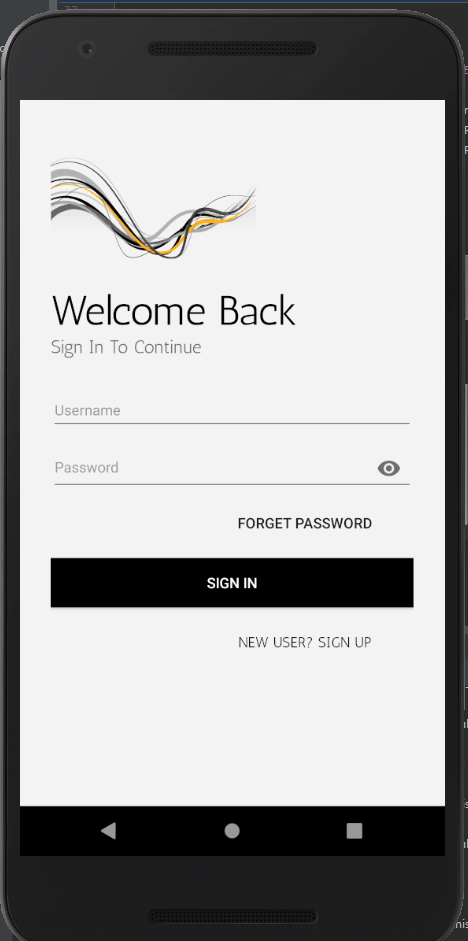 Welcome Back
Sign In To Continue
Username
Password
FORGET PASSWORD
SIGN IN
NEW USER? SIGN UP